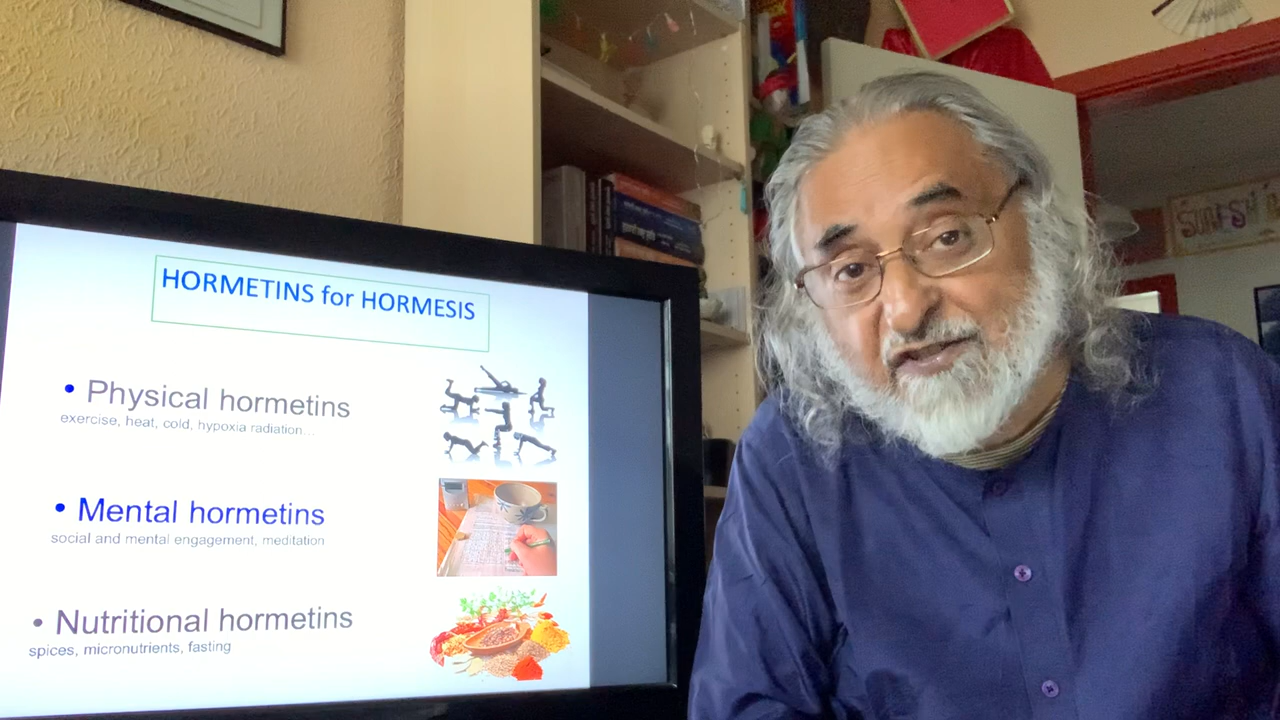 HORMETINS for HORMESIS
• Physical hormetins
exercise, heat, cold, hypoxia radiation...
• Mental hormetins
social and mental engagement, meditation
• Nutritional hormetins
spices, micronutrients, fasting